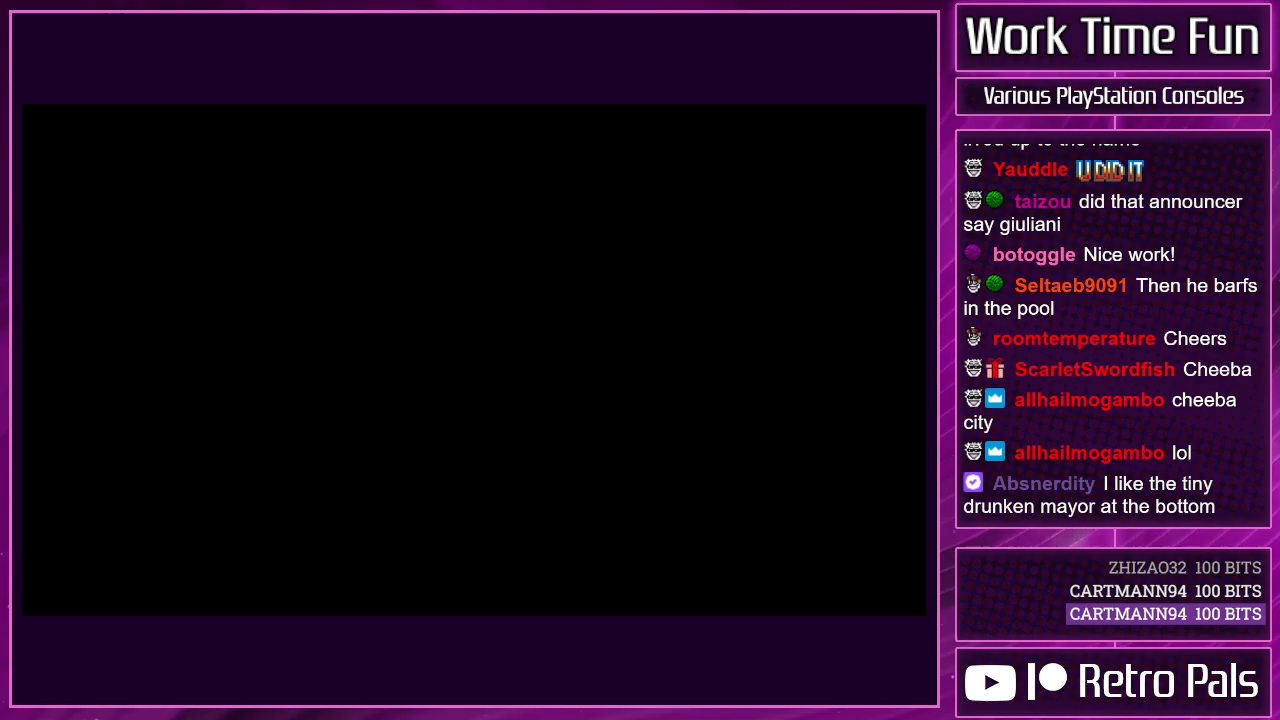 Work Time Fun
Various PlayStation Consoles
Yauddle U DID IT
taizou did that announcer
say giuliani
botoggle Nice work!
Seltaeb9091 Then he barfs
in the pool
roomtemperature Cheers
ScarletSwordfish Cheeba
allhailmogambo cheeba
city
allhailmogambo lol
Absnerdity I like the tiny
drunken mayor at the bottom
ZHIZAO32 100 BITS
CARTMANN94 100 BITS
CARTMANN94 100 BITS
Retro Pals